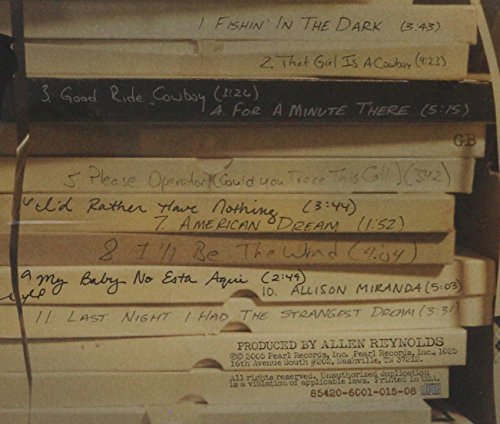 1. FISHIN' IN THE DARK (3:43)
2. That Girl Is A Cowboy (4:23)
3. Good Ride Cowboy (3:26)
4. FOR A MINUTE THERE (5:15)
GB
5. Please Operator (Could you Trace This Call) (3:42)
I'd Rather Have Nothing (3:44)
7. AMERICAN DREAM (1:52)
8 I'll Be The Wind (4:04)
9 My Baby No Esta Aqui (2:49)
10. ALLISON MIRANDA (5:03)
11. LAST NIGHT I HAD THE STRANGEST DREAM (3:31)
PRODUCED BY ALLEN REYNOLDS
©℗ 2005 Pearl Records, Inc. Pearl Records, Inc., 1025
16th Avenue South #202, Nashville, TN 37212.
All rights reserved. Unauthorized duplication
is a violation of applicable laws. Printed in USA.
85420-6001-015-08